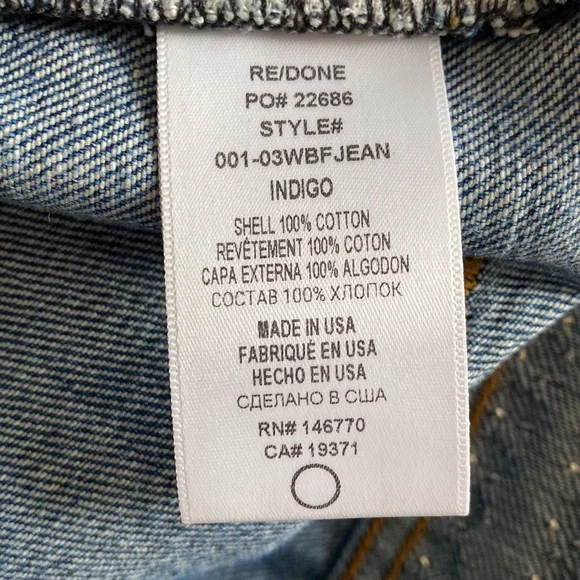 RE/DONE
PO# 22686
STYLE#
001-03WBFJEAN
INDIGO
SHELL 100% COTTON
REVÊTEMENT 100% COTON
CAPA EXTERNA 100% ALGODON
СОСТАВ 100% ХЛОПОК
MADE IN USA
FABRIQUÉ EN USA
HECHO EN USA
СДЕЛАНО В США
RN# 146770
CA# 19371